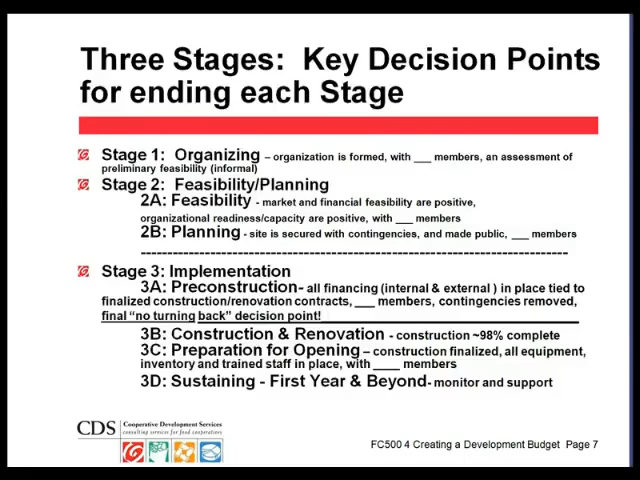 Three Stages:  Key Decision Points
for ending each Stage
Stage 1:  Organizing – organization is formed, with ___ members, an assessment of
preliminary feasibility (informal)
Stage 2:  Feasibility/Planning
2A: Feasibility - market and financial feasibility are positive,
organizational readiness/capacity are positive, with ___ members
2B: Planning - site is secured with contingencies, and made public, ___ members
--------------------------------------------------------------------------------
Stage 3: Implementation
3A: Preconstruction- all financing (internal & external ) in place tied to
finalized construction/renovation contracts, ___ members, contingencies removed,
final “no turning back” decision point!
3B: Construction & Renovation - construction ~98% complete
3C: Preparation for Opening – construction finalized, all equipment,
inventory and trained staff in place, with ____ members
3D: Sustaining - First Year & Beyond- monitor and support
CDS Cooperative Development Services
consulting services for food cooperatives
FC500 4 Creating a Development Budget  Page 7